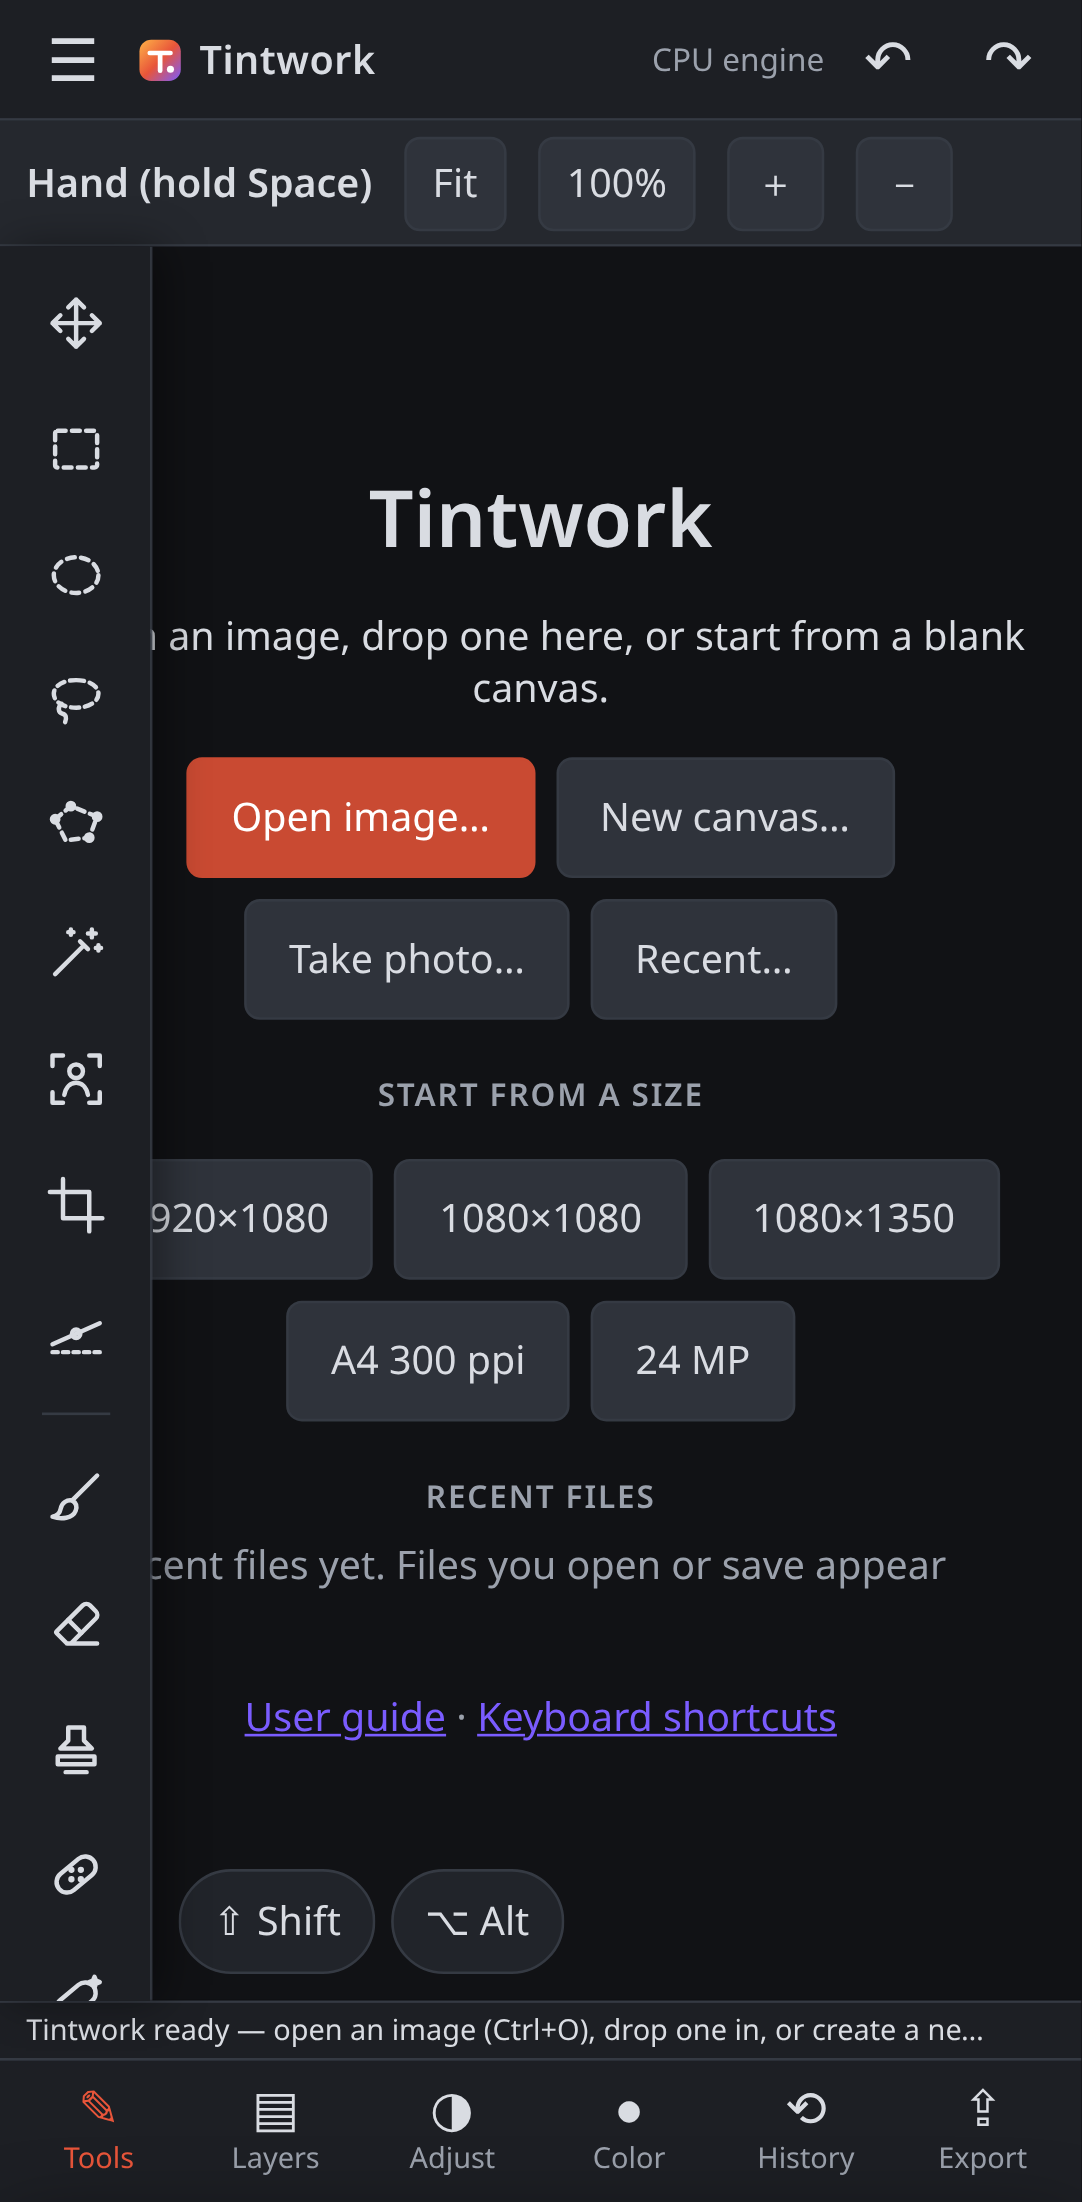 Tintwork
CPU engine
Hand (hold Space)
Fit
100%
+
−
Tintwork
an image, drop one here, or start from a blank
canvas.
Open image...
New canvas...
Take photo...
Recent...
START FROM A SIZE
920×1080
1080×1080
1080×1350
A4 300 ppi
24 MP
RECENT FILES
cent files yet. Files you open or save appear
User guide · Keyboard shortcuts
⇧ Shift
⌥ Alt
Tintwork ready — open an image (Ctrl+O), drop one in, or create a ne...
Tools
Layers
Adjust
Color
History
Export